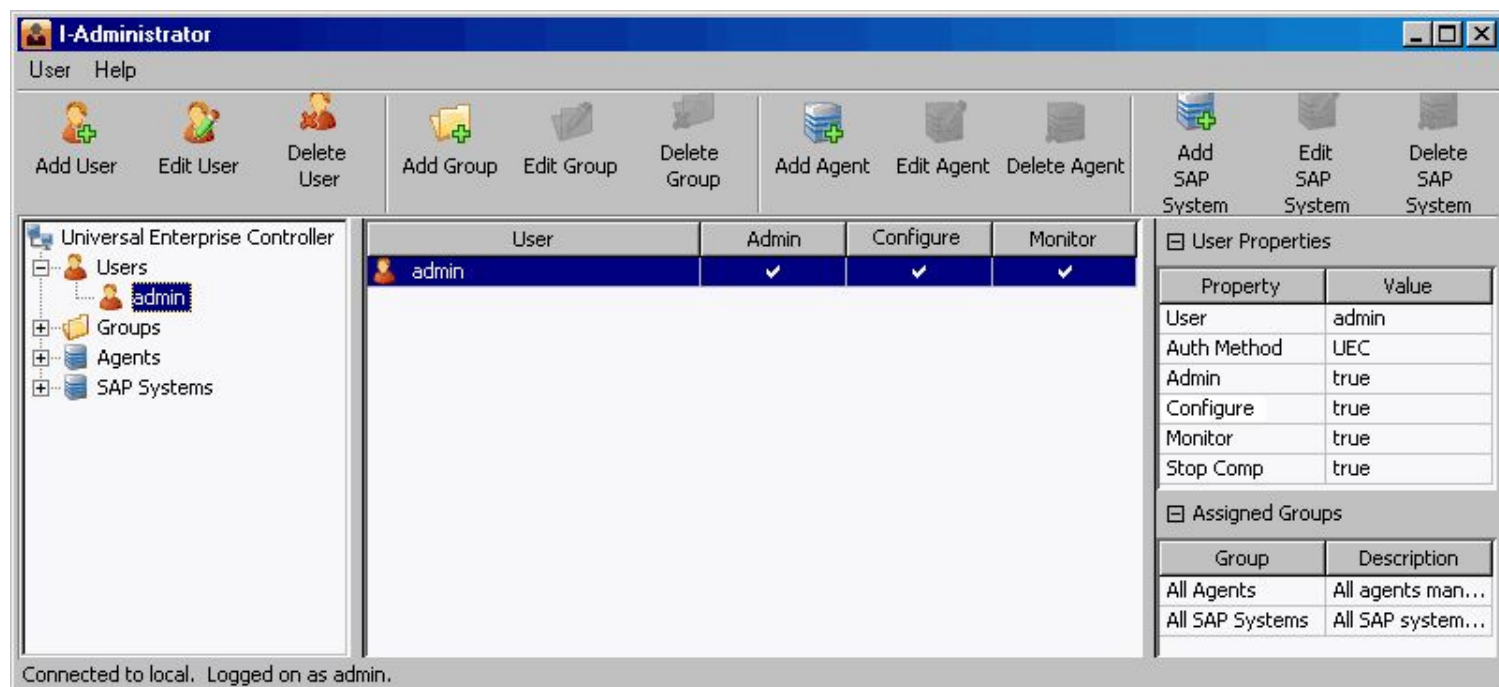 I-Administrator
User Help
Add User
Edit User
Delete User
Add Group
Edit Group
Delete Group
Add Agent
Edit Agent
Delete Agent
Add SAP System
Edit SAP System
Delete SAP System
Universal Enterprise Controller
Users
admin
Groups
Agents
SAP Systems
User Admin Configure Monitor
admin
User Properties
Property Value
User admin
Auth Method UEC
Admin true
Configure true
Monitor true
Stop Comp true
Assigned Groups
Group Description
All Agents All agents man...
All SAP Systems All SAP system...
Connected to local. Logged on as admin.